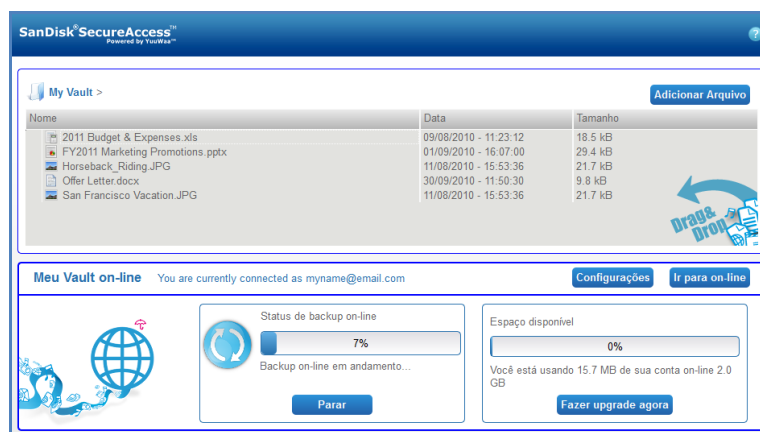 SanDisk®SecureAccess™
Powered by YuuWaa™
?
My Vault >
Adicionar Arquivo
Nome Data Tamanho
2011 Budget & Expenses.xls 09/08/2010 - 11:23:12 18.5 kB
FY2011 Marketing Promotions.pptx 01/09/2010 - 16:07:00 29.4 kB
Horseback_Riding.JPG 11/08/2010 - 15:53:36 21.7 kB
Offer Letter.docx 30/09/2010 - 11:50:30 9.8 kB
San Francisco Vacation.JPG 11/08/2010 - 15:53:36 21.7 kB
Drag&
Drop
Meu Vault on-line You are currently connected as myname@email.com Configurações Ir para on-line
Status de backup on-line
7%
Backup on-line em andamento...
Parar
Espaço disponível
0%
Você está usando 15.7 MB de sua conta on-line 2.0
GB
Fazer upgrade agora